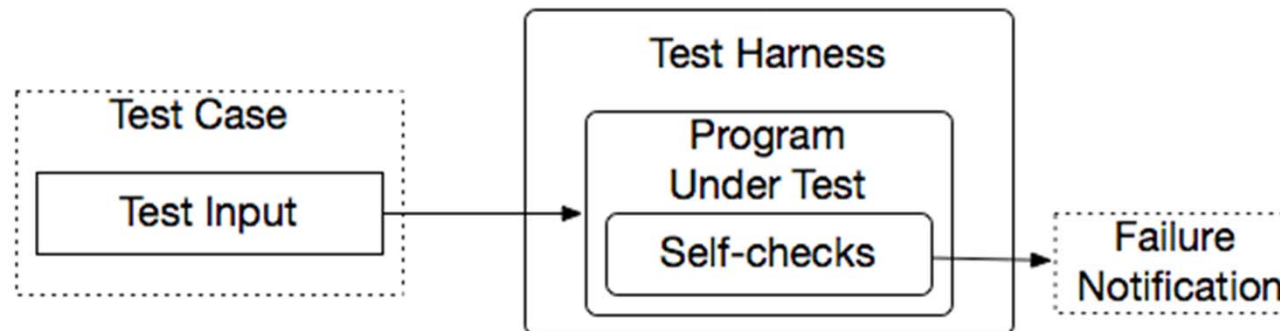 Test Case
Test Input
Test Harness
Program
Under Test
Self-checks
Failure
Notification